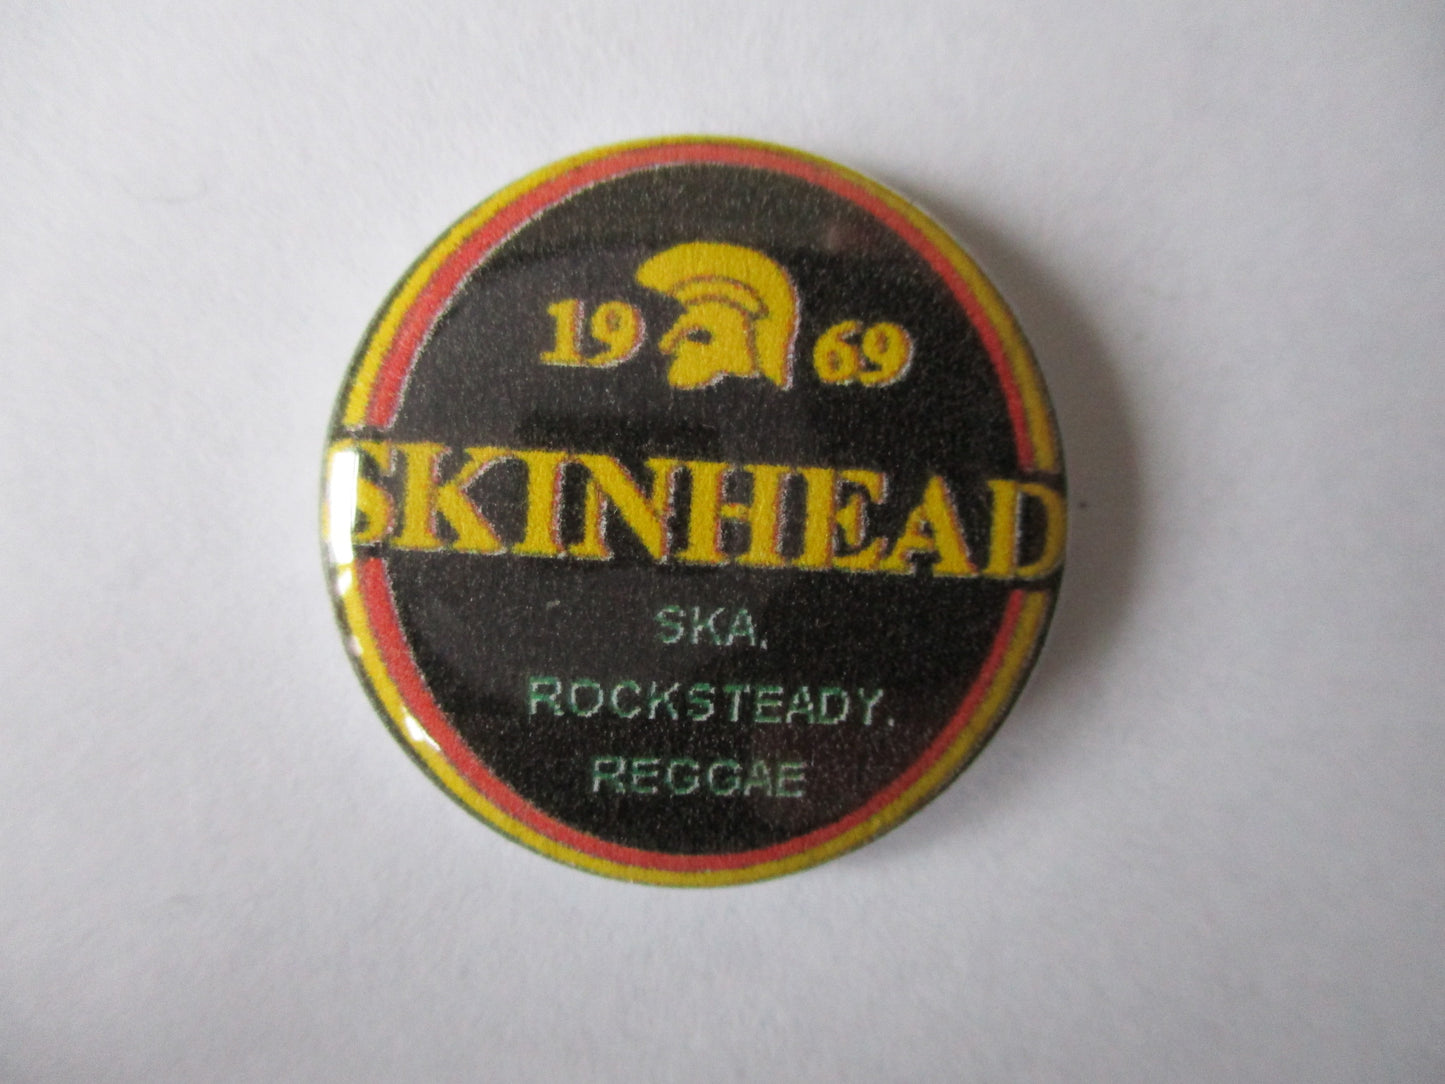 19 69
SKINHEAD
SKA,
ROCKSTEADY,
REGGAE